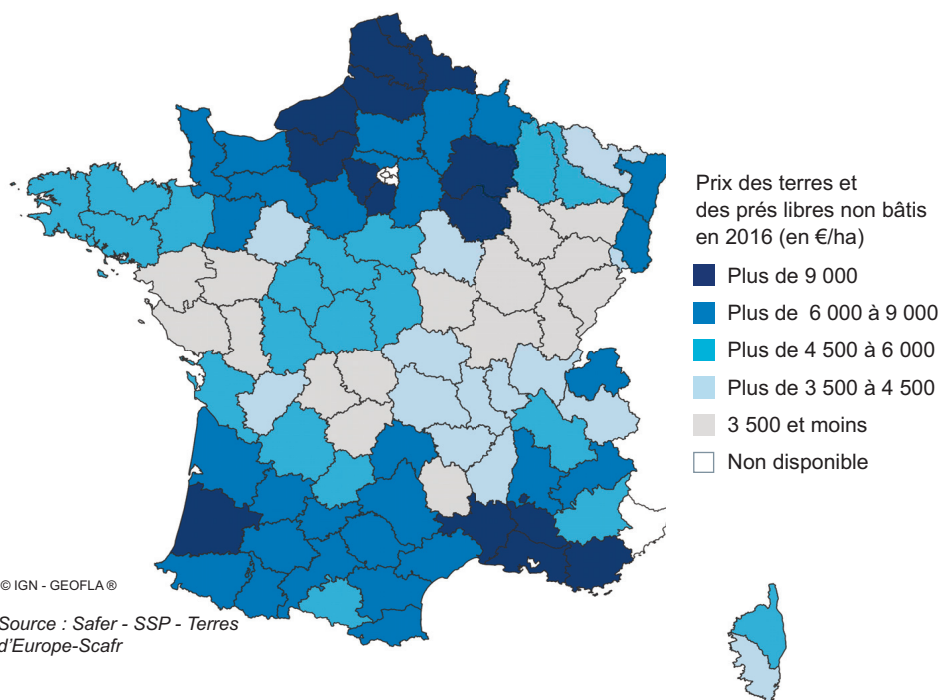 Prix des terres et
des prés libres non bâtis
en 2016 (en €/ha)
Plus de 9 000
Plus de 6 000 à 9 000
Plus de 4 500 à 6 000
Plus de 3 500 à 4 500
3 500 et moins
Non disponible
© IGN - GEOFLA ®
Source : Safer - SSP - Terres
d'Europe-Scafr